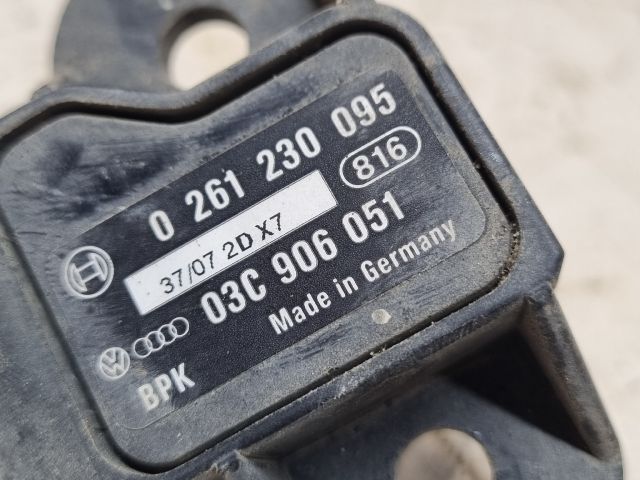 0 261 230 095
37/07 2D X7
816
03C 906 051
Made in Germany
BPK